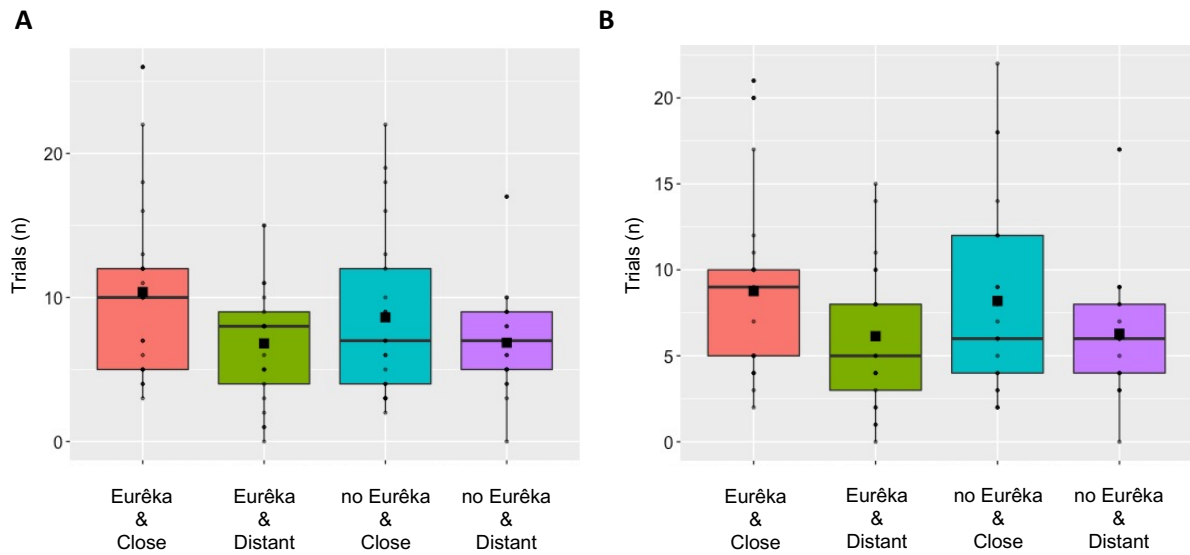 A
Trials (n)
20
10
0
Eurêka
&
Close
Eurêka
&
Distant
no Eurêka
&
Close
no Eurêka
&
Distant
B
Trials (n)
20
15
10
5
0
Eurêka
&
Close
Eurêka
&
Distant
no Eurêka
&
Close
no Eurêka
&
Distant